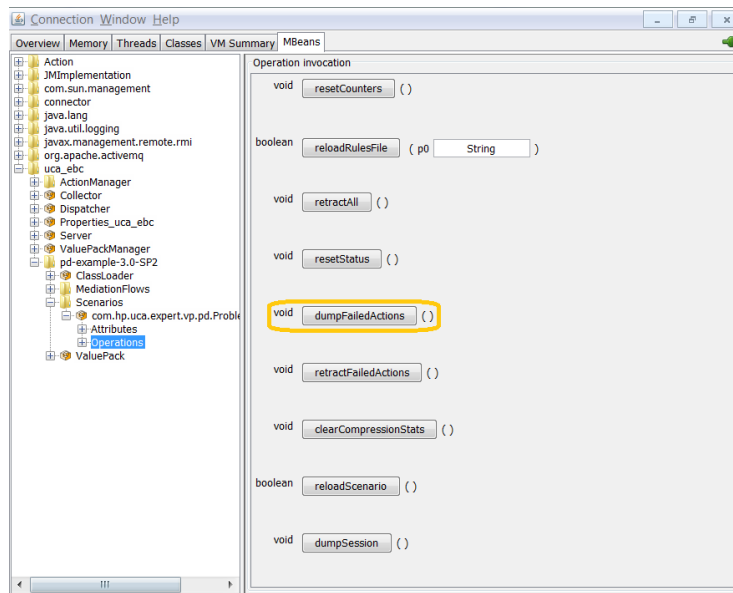 Connection Window Help
Overview Memory Threads Classes VM Summary MBeans
Action
JMImplementation
com.sun.management
connector
java.lang
java.util.logging
javax.management.remote.rmi
org.apache.activemq
uca_ebc
ActionManager
Collector
Dispatcher
Properties_uca_ebc
Server
ValuePackManager
pd-example-3.0-SP2
ClassLoader
MediationFlows
Scenarios
com.hp.uca.expert.vp.pd.Proble
Attributes
Operations
ValuePack
Operation invocation
void resetCounters ( )
boolean reloadRulesFile ( p0 String )
void retractAll ( )
void resetStatus ( )
void dumpFailedActions ( )
void retractFailedActions ( )
void clearCompressionStats ( )
boolean reloadScenario ( )
void dumpSession ( )